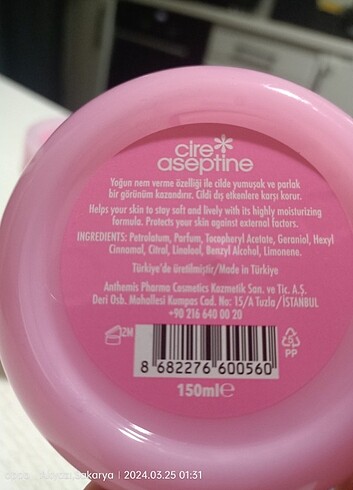 cire
aseptine
Yoğun nem verme özelliği ile cilde yumuşak ve parlak
bir görünüm kazandırır. Cildi dış etkenlere karşı korur.
Helps your skin to stay soft and lively with its highly moisturizing
formula. Protects your skin against external factors.
INGREDIENTS: Petrolatum, Parfum, Tocopheryl Acetate, Geraniol, Hexyl
Cinnamal, Citral, Linalool, Benzyl Alcohol, Limonene.
Türkiye'de üretilmiştir/Made in Türkiye
Anthemis Pharma Cosmetics Kozmetik San. ve Tic. A.Ş.
Deri Osb. Mahallesi Kumpas Cad. No: 15/A Tuzla/İSTANBUL
+90 216 640 00 20
12M
5
PP
8 682276 600560
150ml℮
2024.03.25 01:31